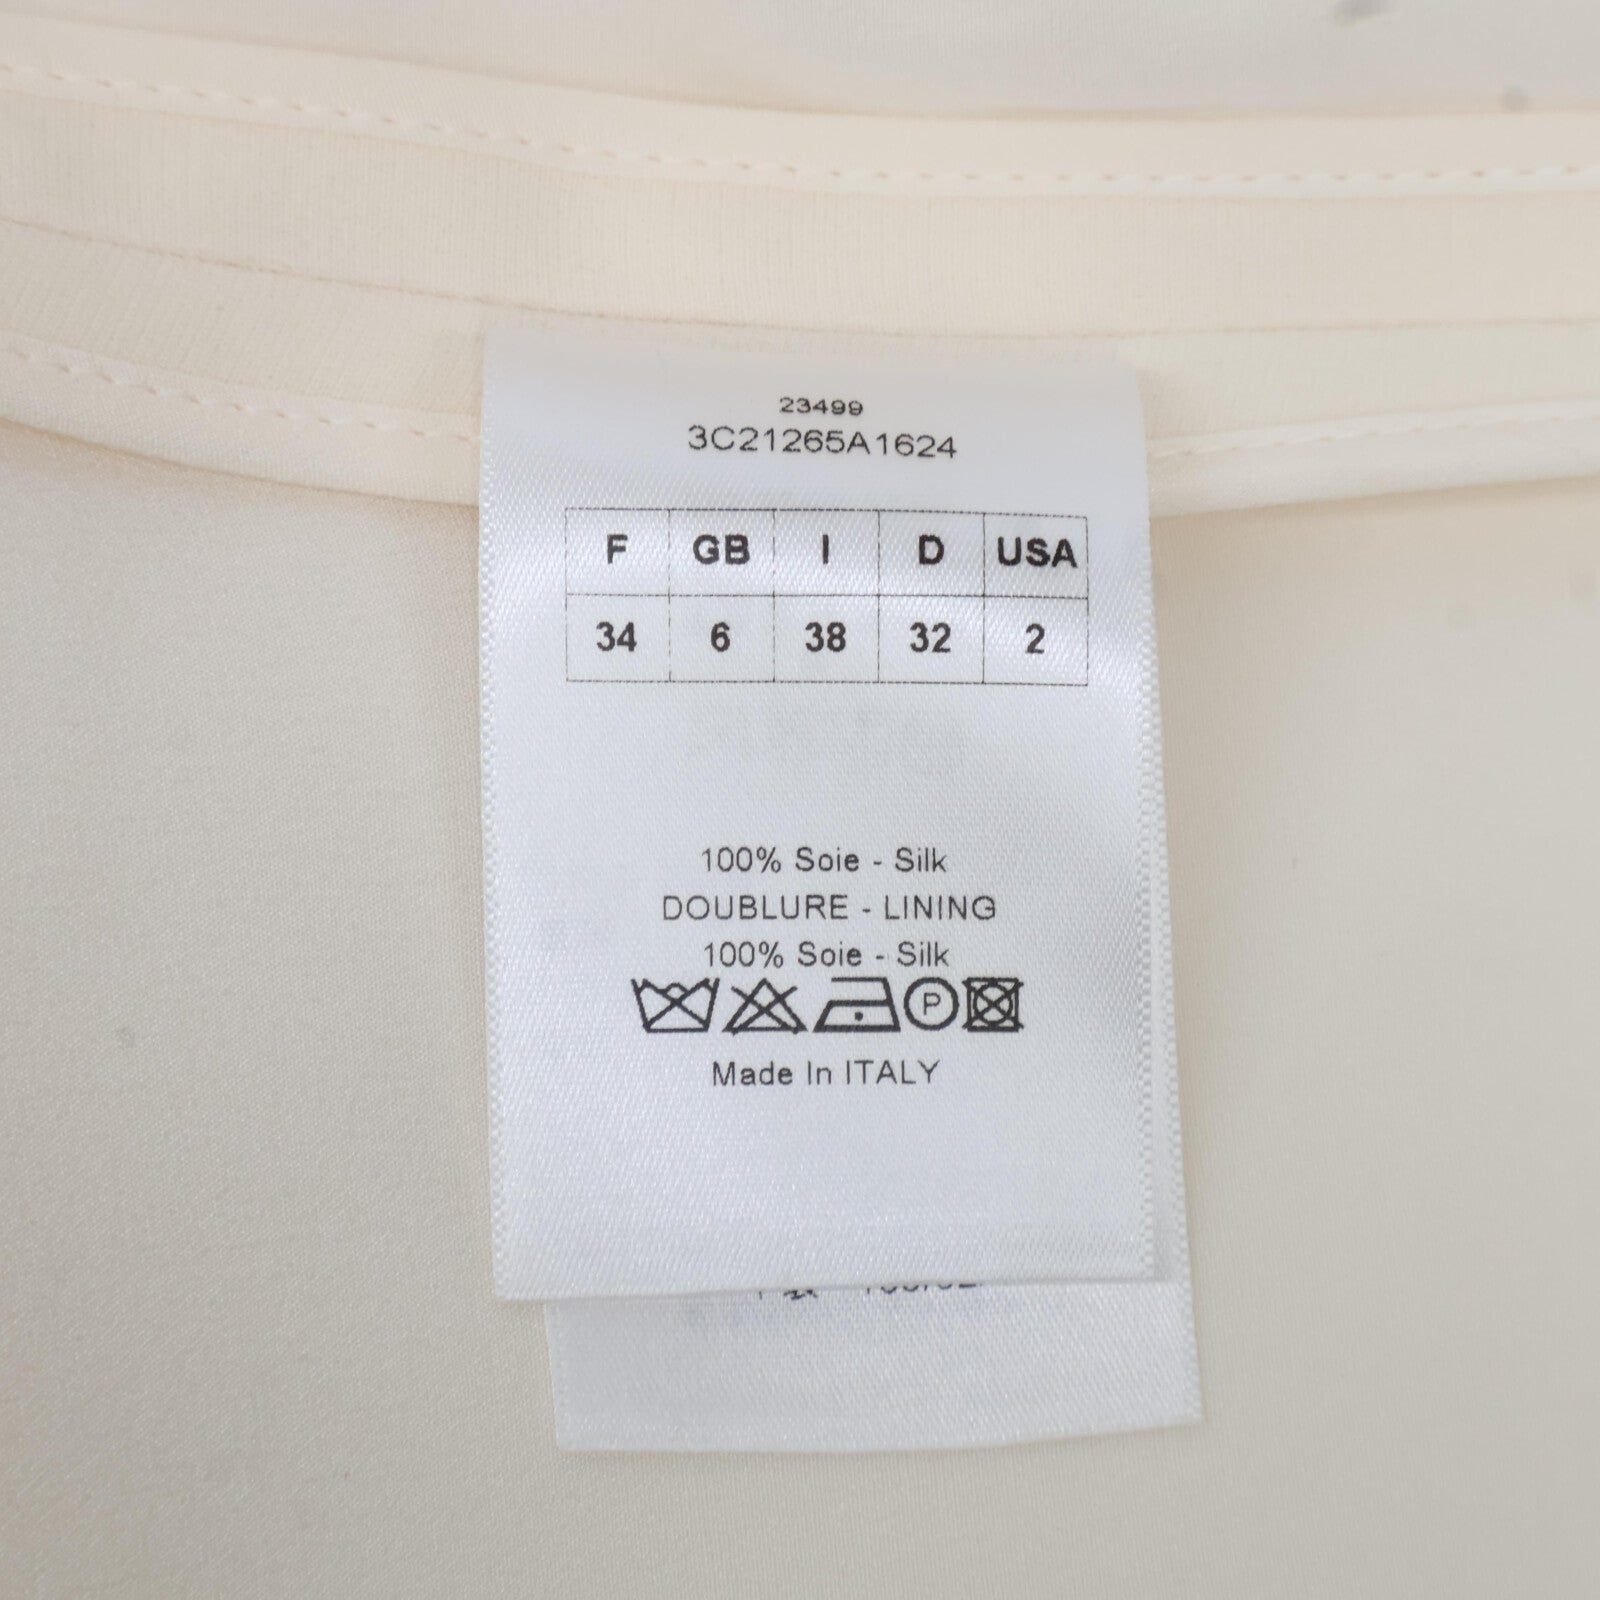 23499
3C21265A1624
F GB I D USA
34 6 38 32 2
100% Soie - Silk
DOUBLURE - LINING
100% Soie - Silk
P
Made In ITALY